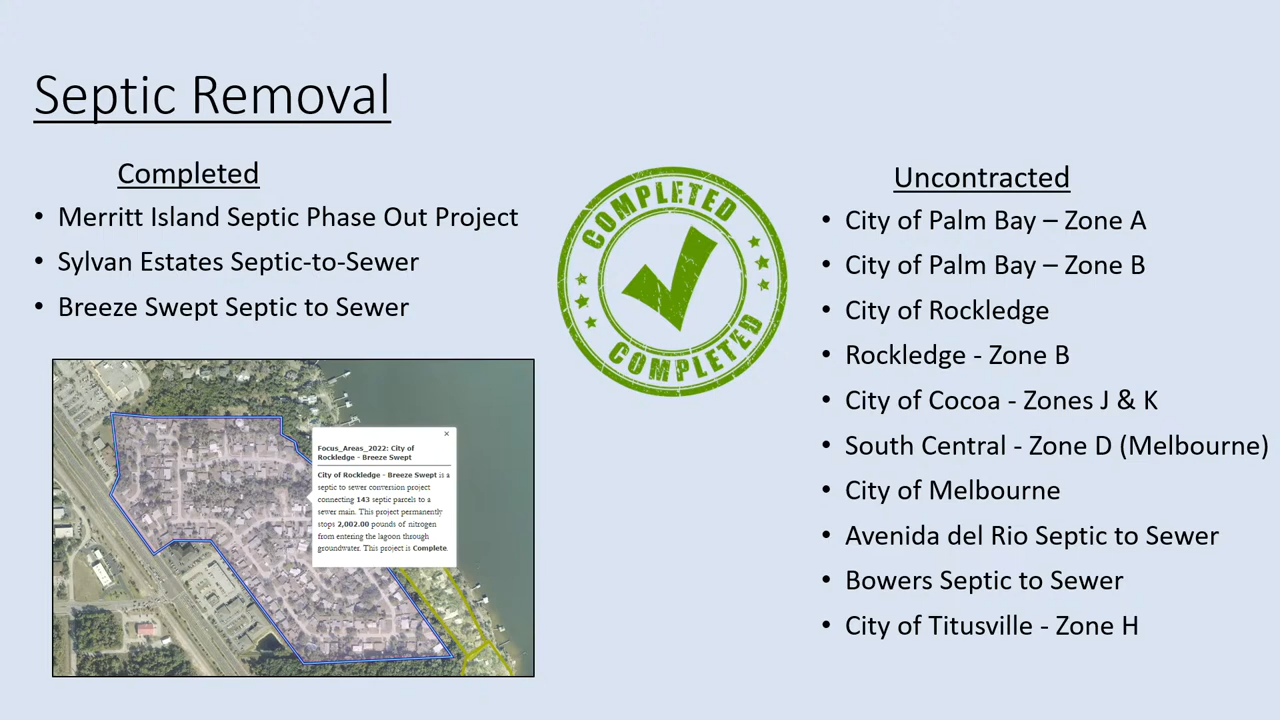 Septic Removal
Completed
• Merritt Island Septic Phase Out Project
• Sylvan Estates Septic-to-Sewer
• Breeze Swept Septic to Sewer
Focus_Areas_2022: City of
Rockledge - Breeze Swept
City of Rockledge - Breeze Swept is a
septic to sewer conversion project
connecting 143 septic parcels to a
sewer main. This project permanently
stops 2,002.00 pounds of nitrogen
from entering the lagoon through
groundwater. This project is Complete.
COMPLETED
COMPLETED
Uncontracted
• City of Palm Bay – Zone A
• City of Palm Bay – Zone B
• City of Rockledge
• Rockledge - Zone B
• City of Cocoa - Zones J & K
• South Central - Zone D (Melbourne)
• City of Melbourne
• Avenida del Rio Septic to Sewer
• Bowers Septic to Sewer
• City of Titusville - Zone H